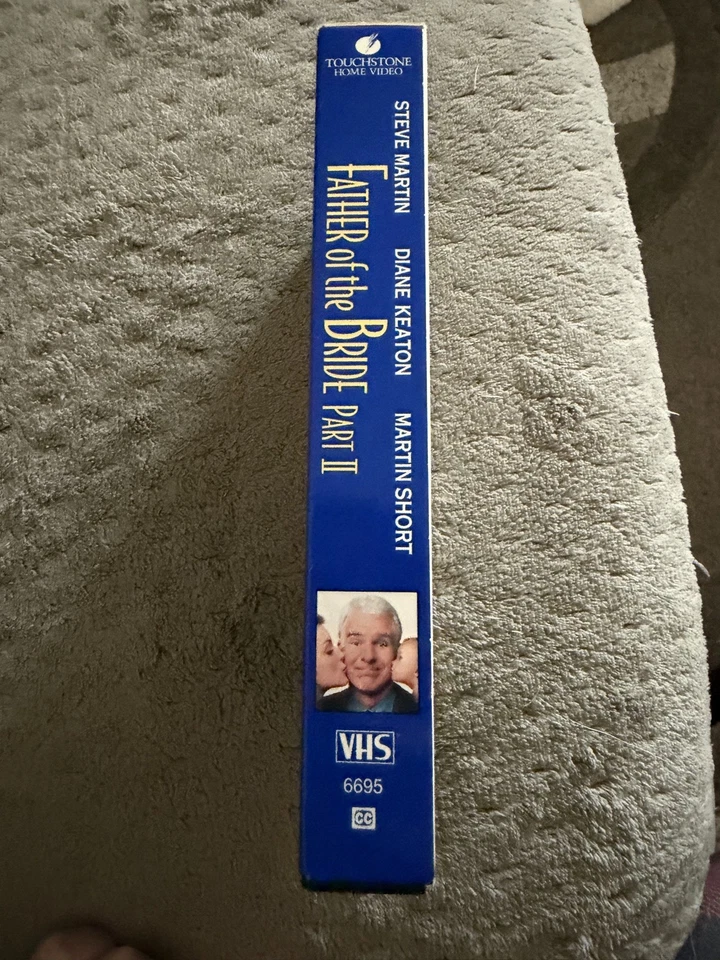 TOUCHSTONE
HOME VIDEO
STEVE MARTIN DIANE KEATON MARTIN SHORT
FATHER of the BRIDE PART II
VHS
6695
CC